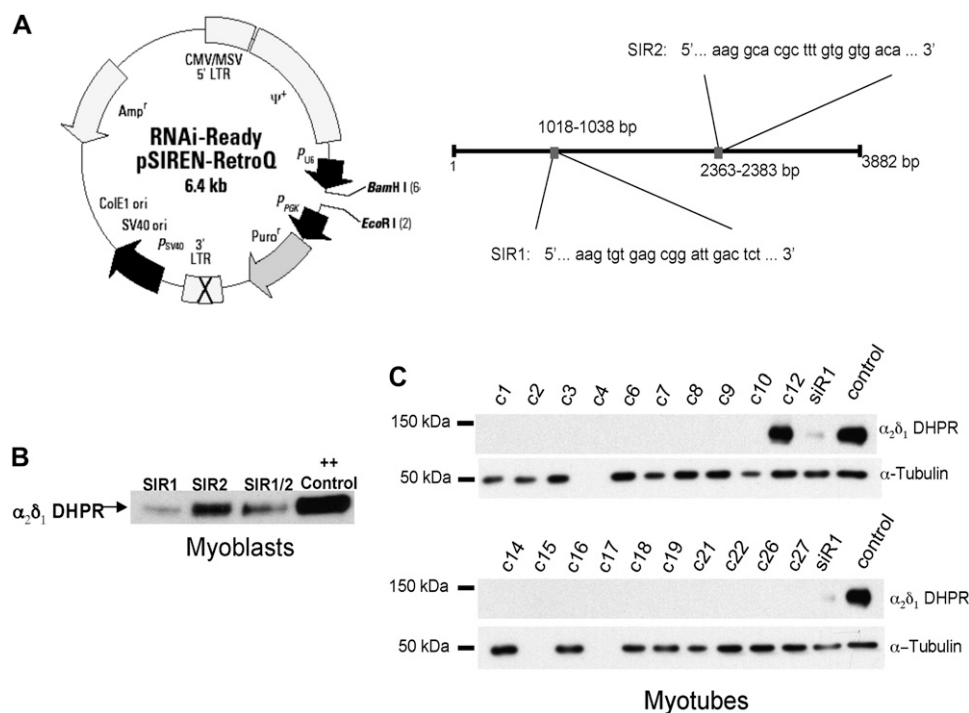 A
CMV/MSV
5' LTR
Ψ+
Ampʳ
RNAi-Ready
pSIREN-RetroQ
6.4 kb
PU6
BamH I (6
EcoR I (2)
PPGK
Puroʳ
ColE1 ori
SV40 ori
PSV40
3'
LTR
SIR2: 5'... aag gca cgc ttt gtg gtg aca ... 3'
1018-1038 bp
1
2363-2383 bp
3882 bp
SIR1: 5'... aag tgt gag cgg att gac tct ... 3'
B
SIR1 SIR2 SIR1/2 ++ Control
α₂δ₁ DHPR
Myoblasts
C
c1 c2 c3 c4 c6 c7 c8 c9 c10 c12 siR1 control
150 kDa
α₂δ₁ DHPR
50 kDa
α-Tubulin
c14 c15 c16 c17 c18 c19 c21 c22 c26 c27 siR1 control
150 kDa
α₂δ₁ DHPR
50 kDa
α–Tubulin
Myotubes